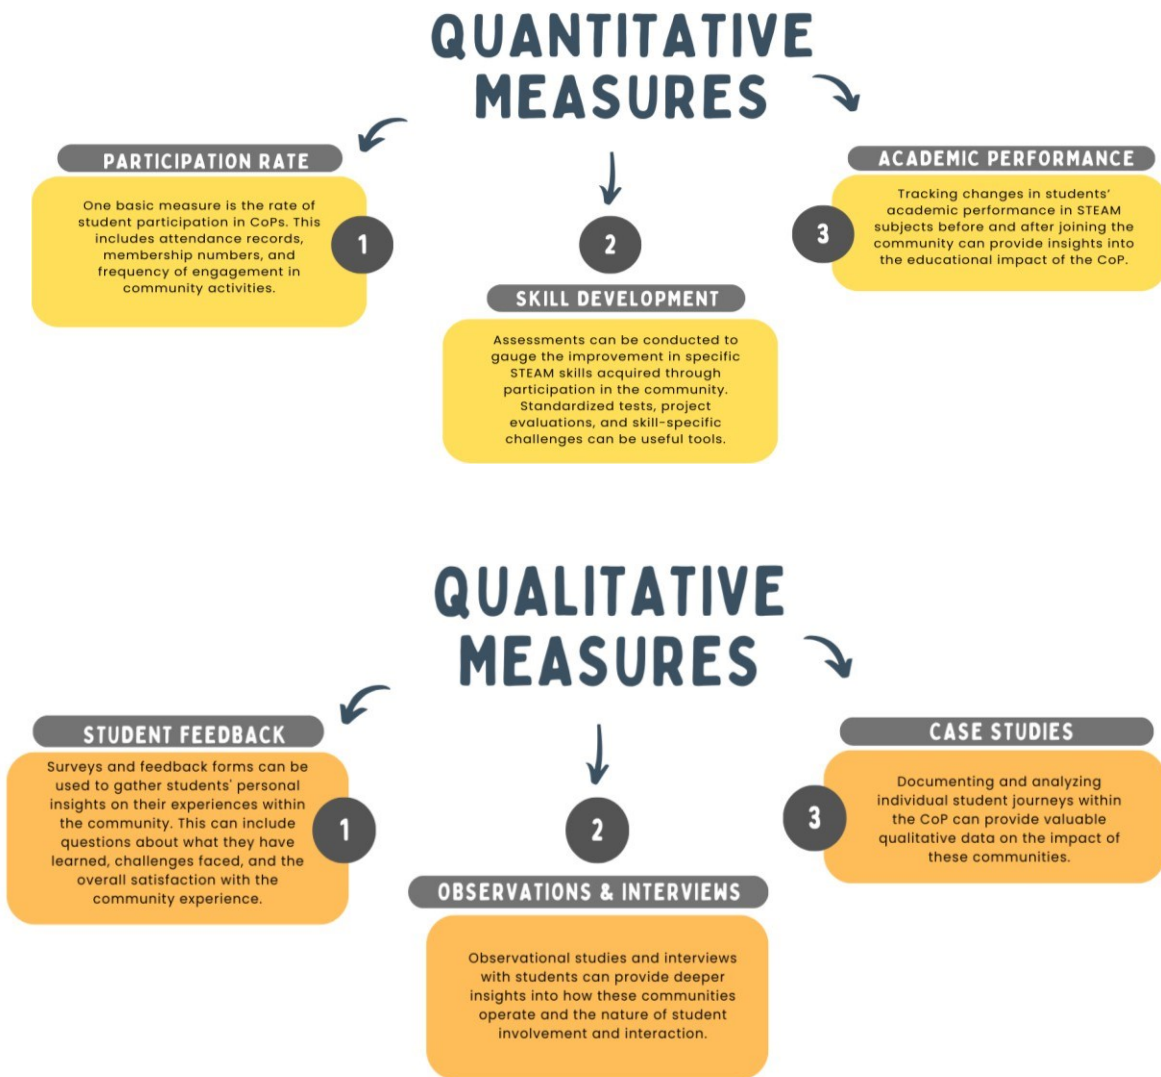 QUANTITATIVE
MEASURES
PARTICIPATION RATE
One basic measure is the rate of
student participation in CoPs. This
includes attendance records,
membership numbers, and
frequency of engagement in
community activities.
1
2
SKILL DEVELOPMENT
Assessments can be conducted to
gauge the improvement in specific
STEAM skills acquired through
participation in the community.
Standardized tests, project
evaluations, and skill-specific
challenges can be useful tools.
ACADEMIC PERFORMANCE
3
Tracking changes in students’
academic performance in STEAM
subjects before and after joining the
community can provide insights into
the educational impact of the CoP.
QUALITATIVE
MEASURES
STUDENT FEEDBACK
Surveys and feedback forms can be
used to gather students' personal
insights on their experiences within
the community. This can include
questions about what they have
learned, challenges faced, and the
overall satisfaction with the
community experience.
1
2
OBSERVATIONS & INTERVIEWS
Observational studies and interviews
with students can provide deeper
insights into how these communities
operate and the nature of student
involvement and interaction.
CASE STUDIES
3
Documenting and analyzing
individual student journeys within
the CoP can provide valuable
qualitative data on the impact of
these communities.